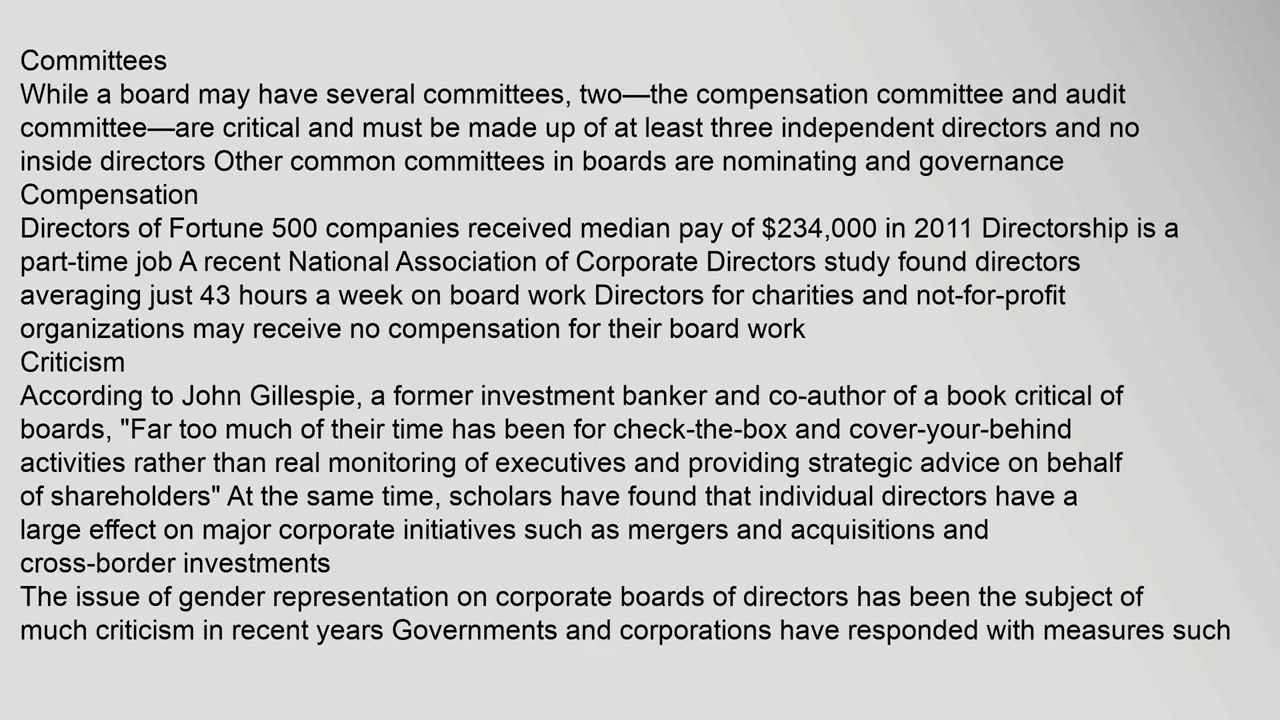 Committees
While a board may have several committees, two—the compensation committee and audit
committee—are critical and must be made up of at least three independent directors and no
inside directors Other common committees in boards are nominating and governance
Compensation
Directors of Fortune 500 companies received median pay of $234,000 in 2011 Directorship is a
part-time job A recent National Association of Corporate Directors study found directors
averaging just 43 hours a week on board work Directors for charities and not-for-profit
organizations may receive no compensation for their board work
Criticism
According to John Gillespie, a former investment banker and co-author of a book critical of
boards, "Far too much of their time has been for check-the-box and cover-your-behind
activities rather than real monitoring of executives and providing strategic advice on behalf
of shareholders" At the same time, scholars have found that individual directors have a
large effect on major corporate initiatives such as mergers and acquisitions and
cross-border investments
The issue of gender representation on corporate boards of directors has been the subject of
much criticism in recent years Governments and corporations have responded with measures such